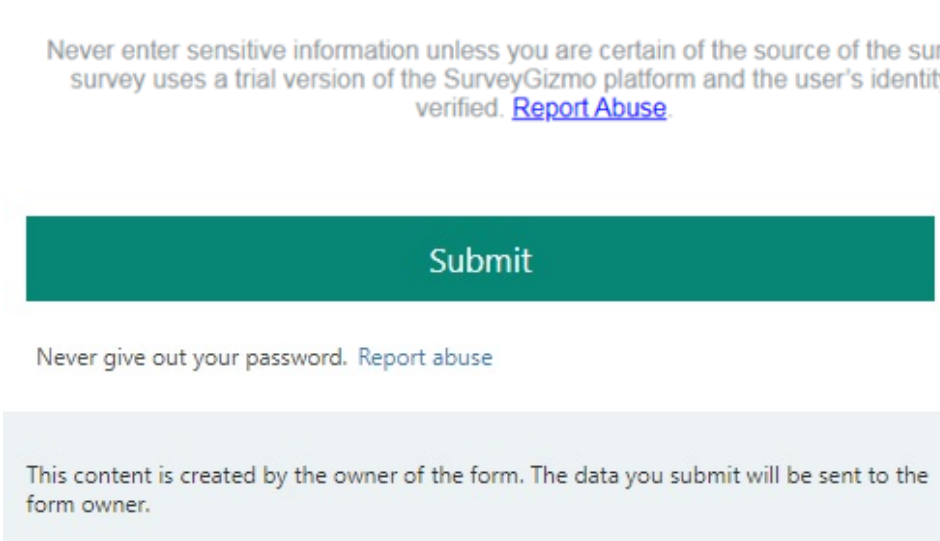 Never enter sensitive information unless you are certain of the source of the sur
survey uses a trial version of the SurveyGizmo platform and the user's identit
verified. Report Abuse.
Submit
Never give out your password. Report abuse
This content is created by the owner of the form. The data you submit will be sent to the
form owner.